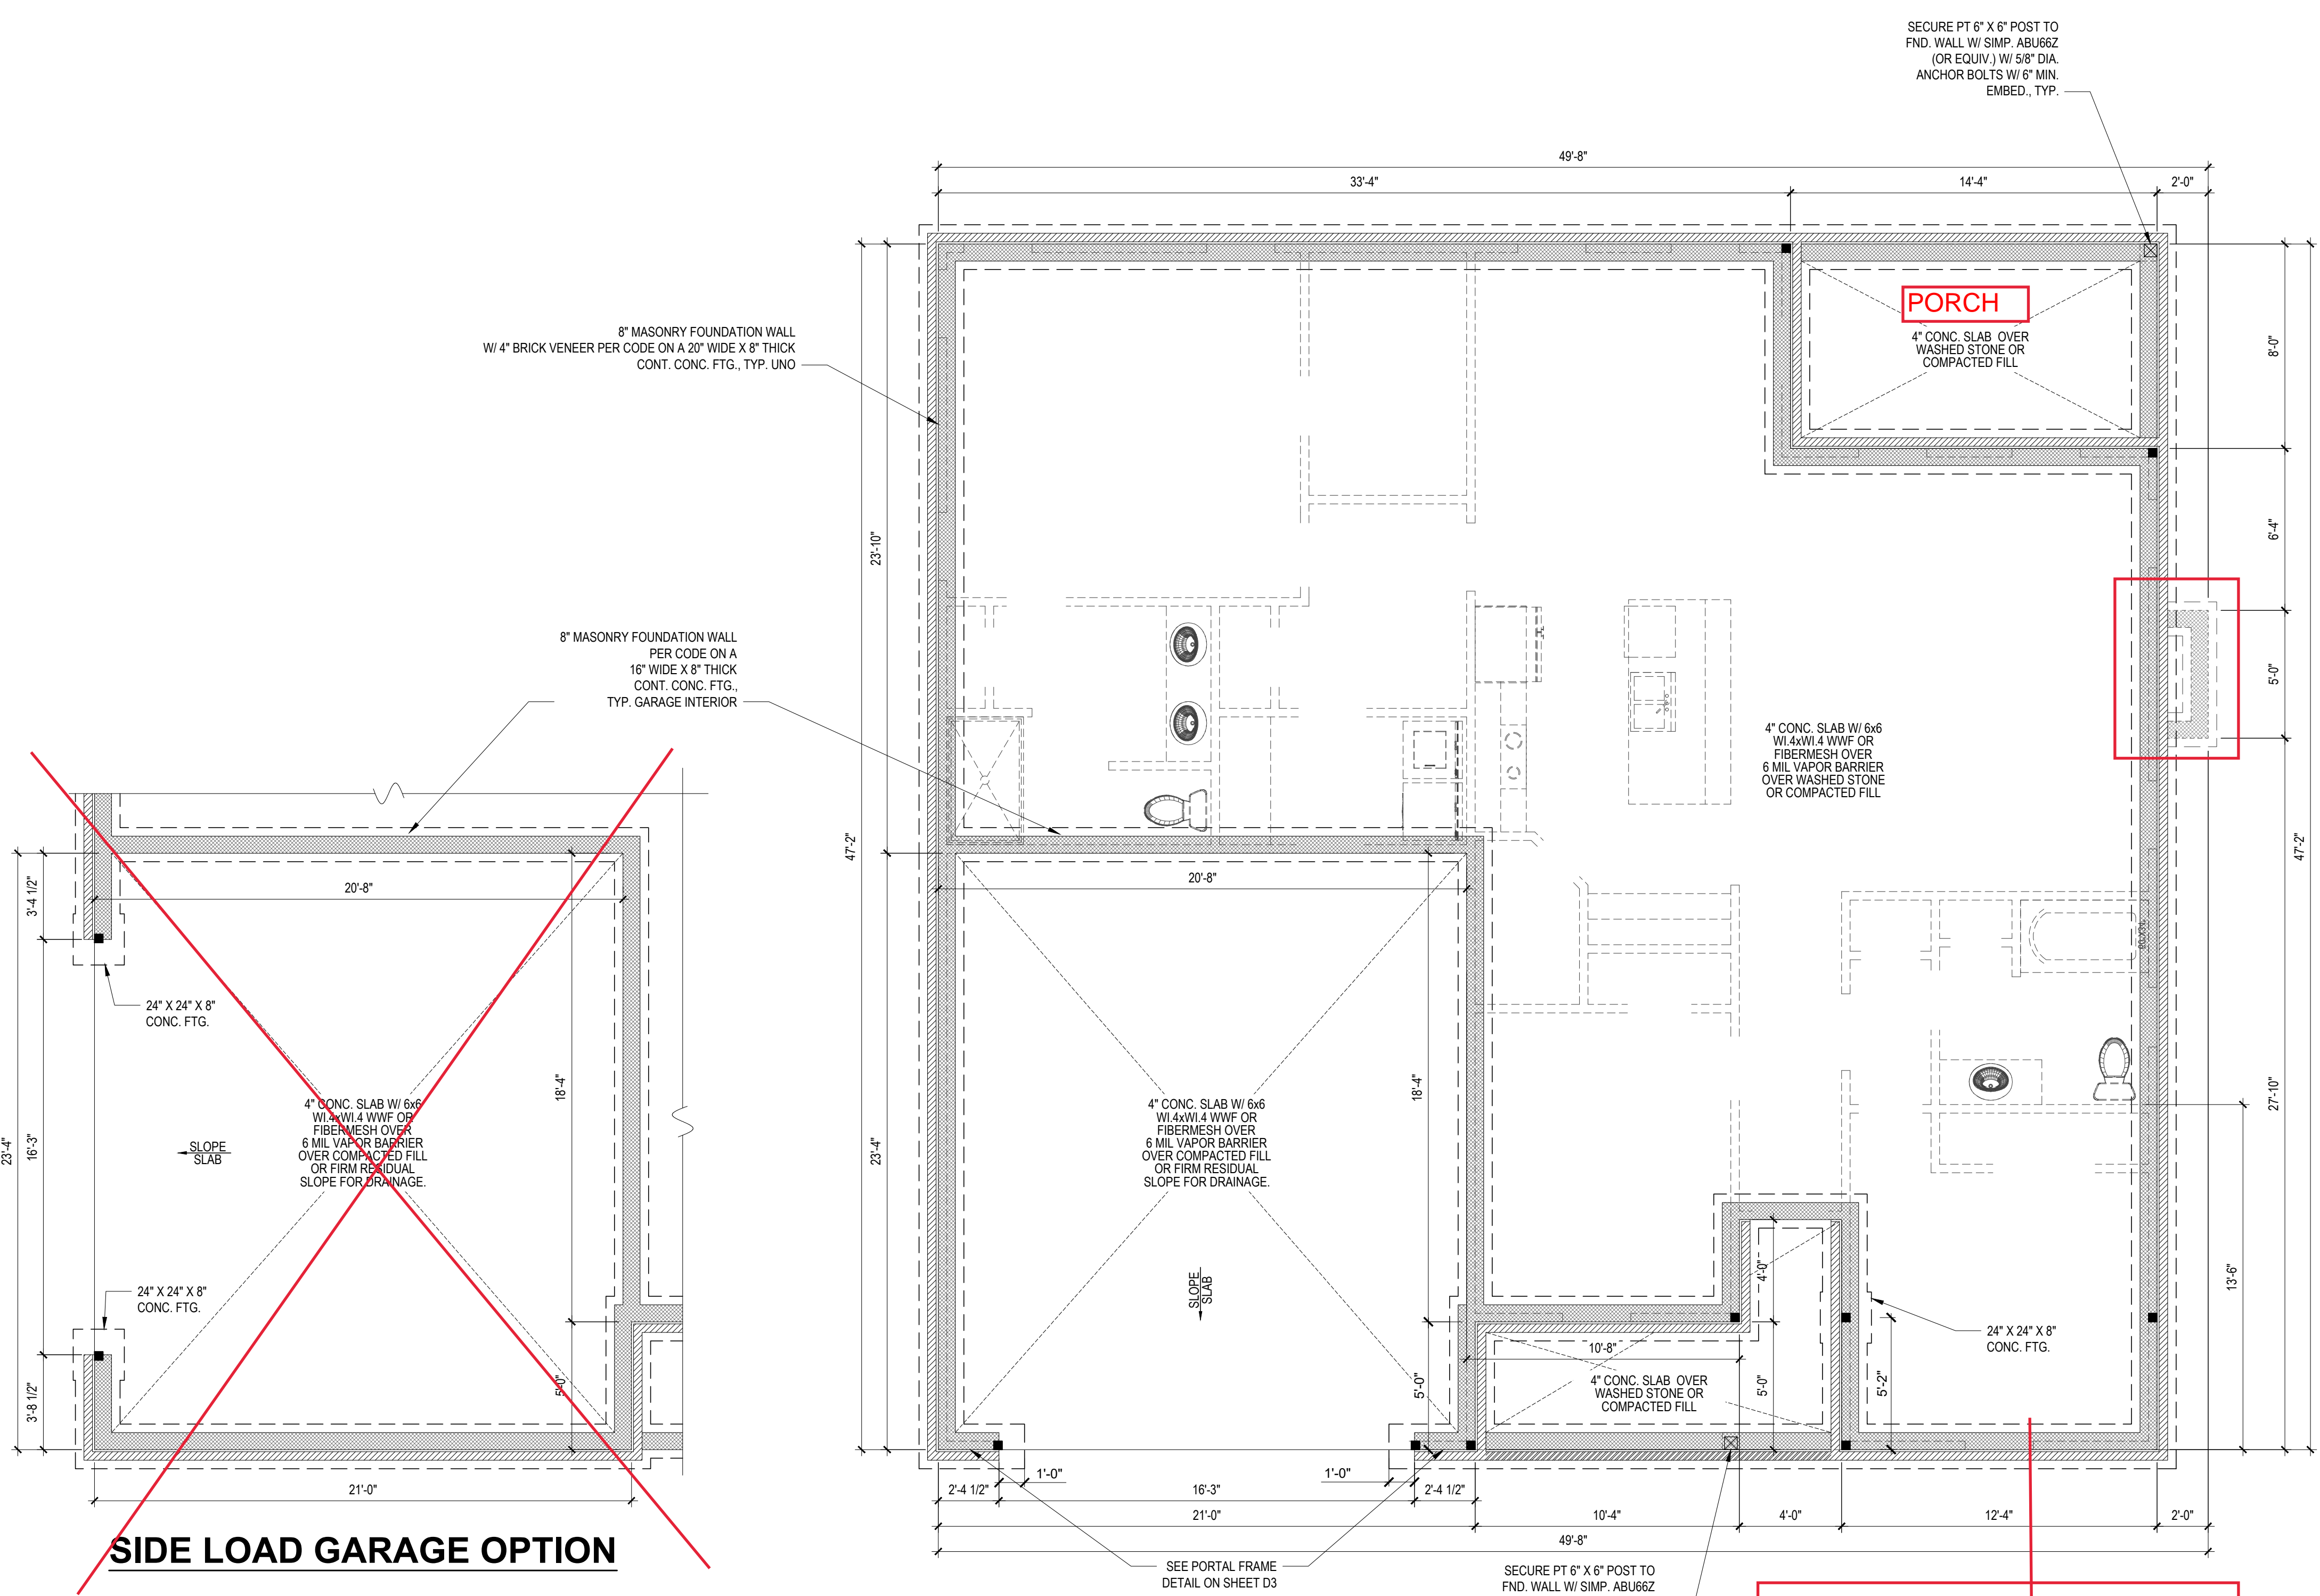 SECURE PT 6" X 6" POST TO
FND. WALL W/ SIMP. ABU66Z
(OR EQUIV.) W/ 5/8" DIA.
ANCHOR BOLTS W/ 6" MIN.
EMBED., TYP.
49'-8"
33'-4"
14'-4"
2'-0"
8" MASONRY FOUNDATION WALL
W/ 4" BRICK VENEER PER CODE ON A 20" WIDE X 8" THICK
CONT. CONC. FTG., TYP. UNO
PORCH
4" CONC. SLAB OVER
WASHED STONE OR
COMPACTED FILL
8'-0"
6'-4"
5'-0"
47'-2"
27'-10"
13'-6"
23'-10"
47'-2"
23'-4"
8" MASONRY FOUNDATION WALL
PER CODE ON A
16" WIDE X 8" THICK
CONT. CONC. FTG.,
TYP. GARAGE INTERIOR
4" CONC. SLAB W/ 6x6
WI.4xWI.4 WWF OR
FIBERMESH OVER
6 MIL VAPOR BARRIER
OVER WASHED STONE
OR COMPACTED FILL
20'-8"
18'-4"
4" CONC. SLAB W/ 6x6
WI.4xWI.4 WWF OR
FIBERMESH OVER
6 MIL VAPOR BARRIER
OVER COMPACTED FILL
OR FIRM RESIDUAL
SLOPE FOR DRAINAGE.
SLOPE
SLAB
5'-0"
10'-8"
4'-0"
5'-0"
4" CONC. SLAB OVER
WASHED STONE OR
COMPACTED FILL
5'-2"
24" X 24" X 8"
CONC. FTG.
1'-0"
1'-0"
2'-4 1/2"
16'-3"
2'-4 1/2"
21'-0"
10'-4"
4'-0"
12'-4"
2'-0"
49'-8"
SEE PORTAL FRAME
DETAIL ON SHEET D3
SECURE PT 6" X 6" POST TO
FND. WALL W/ SIMP. ABU66Z
3'-4 1/2"
16'-3"
23'-4"
3'-8 1/2"
20'-8"
24" X 24" X 8"
CONC. FTG.
18'-4"
4" CONC. SLAB W/ 6x6
WI.4xWI.4 WWF OR
FIBERMESH OVER
6 MIL VAPOR BARRIER
OVER COMPACTED FILL
OR FIRM RESIDUAL
SLOPE FOR DRAINAGE.
SLOPE
SLAB
24" X 24" X 8"
CONC. FTG.
5'-0"
21'-0"
SIDE LOAD GARAGE OPTION